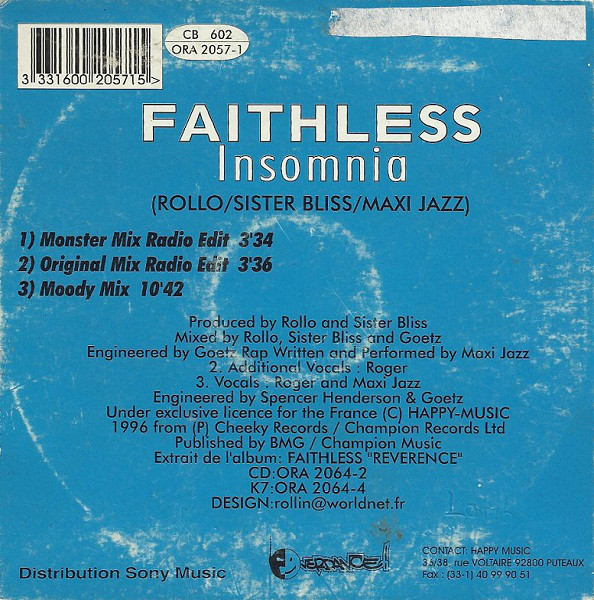 CB 602
ORA 2057-1
3 331600 205715>
FAITHLESS
Insomnia
(ROLLO/SISTER BLISS/MAXI JAZZ)
1) Monster Mix Radio Edit 3'34
2) Original Mix Radio Edit 3'36
3) Moody Mix 10'42
Produced by Rollo and Sister Bliss
Mixed by Rollo, Sister Bliss and Goetz
Engineered by Goetz Rap Written and Performed by Maxi Jazz
2. Additional Vocals : Roger
3. Vocals : Roger and Maxi Jazz
Engineered by Spencer Henderson & Goetz
Under exclusive licence for the France (C) HAPPY-MUSIC
1996 from (P) Cheeky Records / Champion Records Ltd
Published by BMG / Champion Music
Extrait de l'album: FAITHLESS "REVERENCE"
CD:ORA 2064-2
K7:ORA 2064-4
DESIGN:rollin@worldnet.fr
Distribution Sony Music
CONTACT: HAPPY MUSIC
35/38, rue VOLTAIRE 92800 PUTEAUX
Fax : (33-1) 40 99 90 51